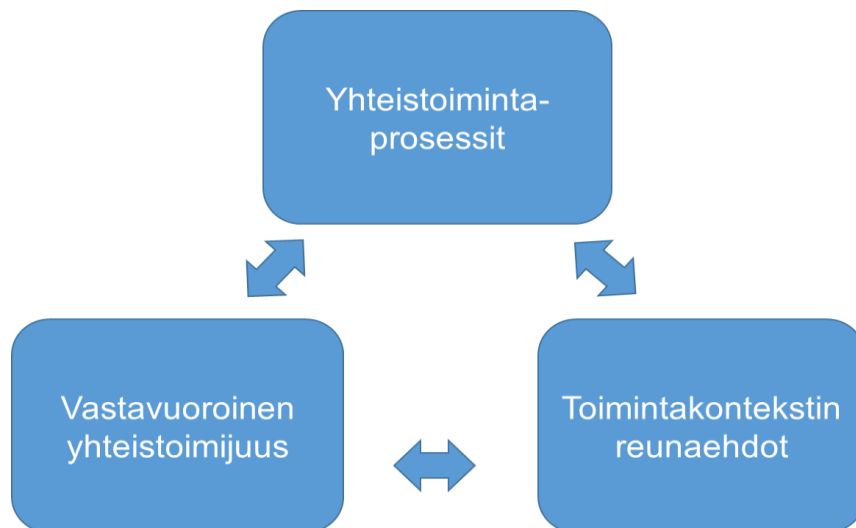 Yhteistoiminta-
prosessit
Vastavuoroinen
yhteistoimijuus
Toimintakontekstin
reunaehdot